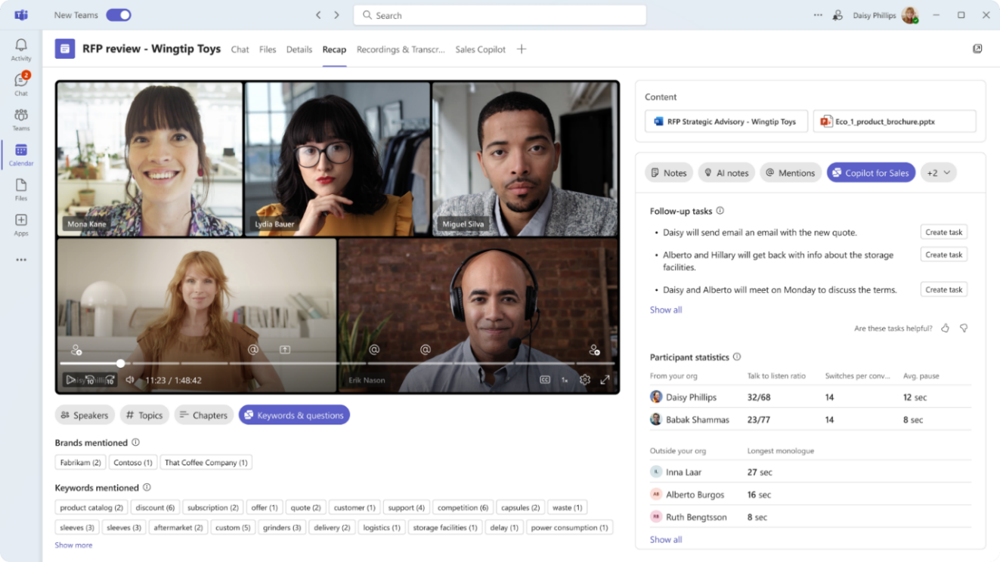 New Teams
Search
Daisy Phillips
Activity
2
Chat
Teams
Calendar
Files
Apps
RFP review - Wingtip Toys
Chat
Files
Details
Recap
Recordings & Transcr...
Sales Copilot
Mona Kane
Lydia Bauer
Miguel Silva
Erik Nason
10
10
11:23 / 1:48:42
CC
1x
Speakers
# Topics
Chapters
Keywords & questions
Brands mentioned
Fabrikam (2)
Contoso (1)
That Coffee Company (1)
Keywords mentioned
product catalog (2)
discount (6)
subscription (2)
offer (1)
quote (2)
customer (1)
support (4)
competition (6)
capsules (2)
waste (1)
sleeves (3)
sleeves (3)
aftermarket (2)
custom (5)
grinders (3)
delivery (2)
logistics (1)
storage facilities (1)
delay (1)
power consumption (1)
Show more
Content
RFP Strategic Advisory - Wingtip Toys
Eco_1_product_brochure.pptx
Notes
AI notes
@ Mentions
Copilot for Sales
+2
Follow-up tasks
• Daisy will send email an email with the new quote.
Create task
• Alberto and Hillary will get back with info about the storage
facilities.
Create task
• Daisy and Alberto will meet on Monday to discuss the terms.
Create task
Show all
Are these tasks helpful?
Participant statistics
From your org Talk to listen ratio Switches per conv... Avg. pause
Daisy Phillips 32/68 14 12 sec
Babak Shammas 23/77 14 8 sec
Outside your org Longest monologue
IL Inna Laar 27 sec
AB Alberto Burgos 16 sec
RB Ruth Bengtsson 8 sec
Show all